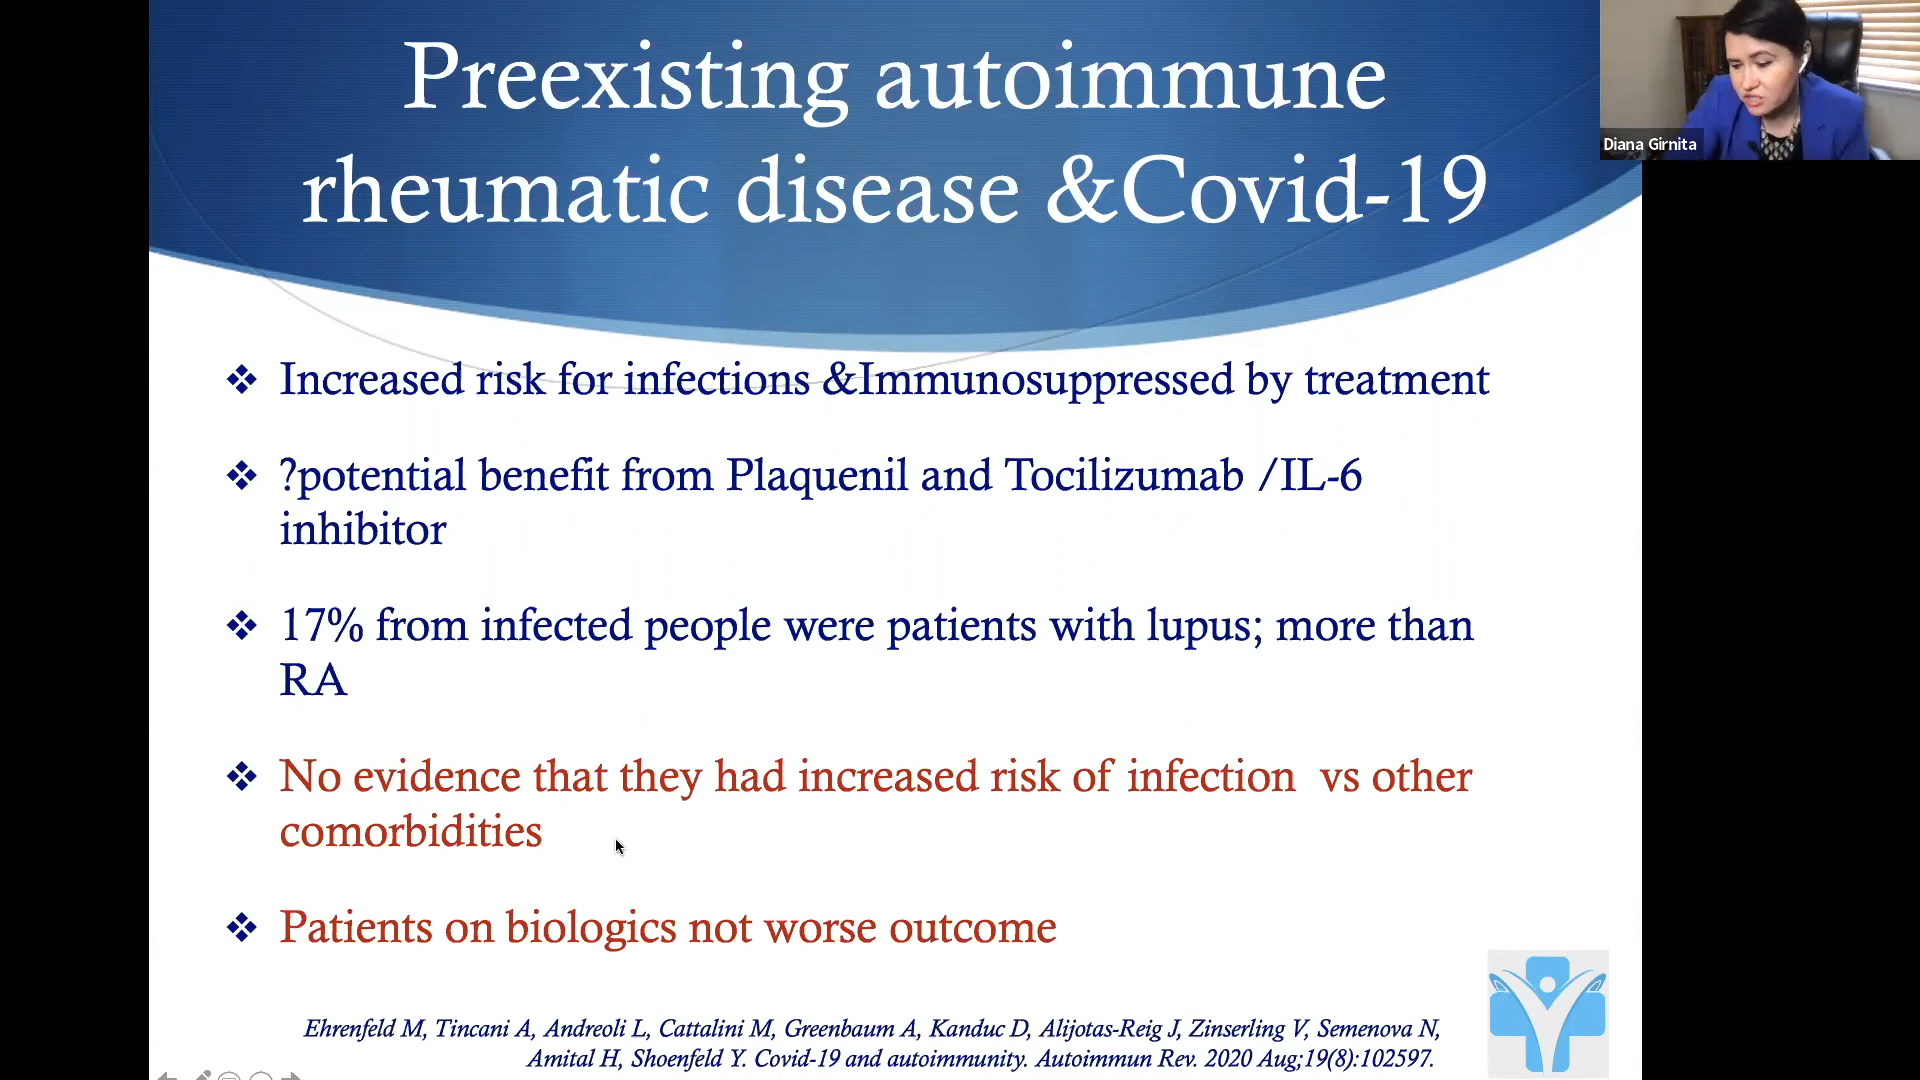 Preexisting autoimmune
rheumatic disease &Covid-19
Diana Girnita
❖ Increased risk for infections &Immunosuppressed by treatment
❖ ?potential benefit from Plaquenil and Tocilizumab /IL-6
inhibitor
❖ 17% from infected people were patients with lupus; more than
RA
❖ No evidence that they had increased risk of infection  vs other
comorbidities
❖ Patients on biologics not worse outcome
Ehrenfeld M, Tincani A, Andreoli L, Cattalini M, Greenbaum A, Kanduc D, Alijotas-Reig J, Zinserling V, Semenova N,
Amital H, Shoenfeld Y. Covid-19 and autoimmunity. Autoimmun Rev. 2020 Aug;19(8):102597.